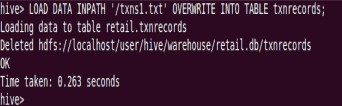 hive> LOAD DATA INPATH '/txns1.txt' OVERWRITE INTO TABLE txnrecords;
Loading data to table retail.txnrecords
Deleted hdfs://localhost/user/hive/warehouse/retail.db/txnrecords
OK
Time taken: 0.263 seconds
hive>